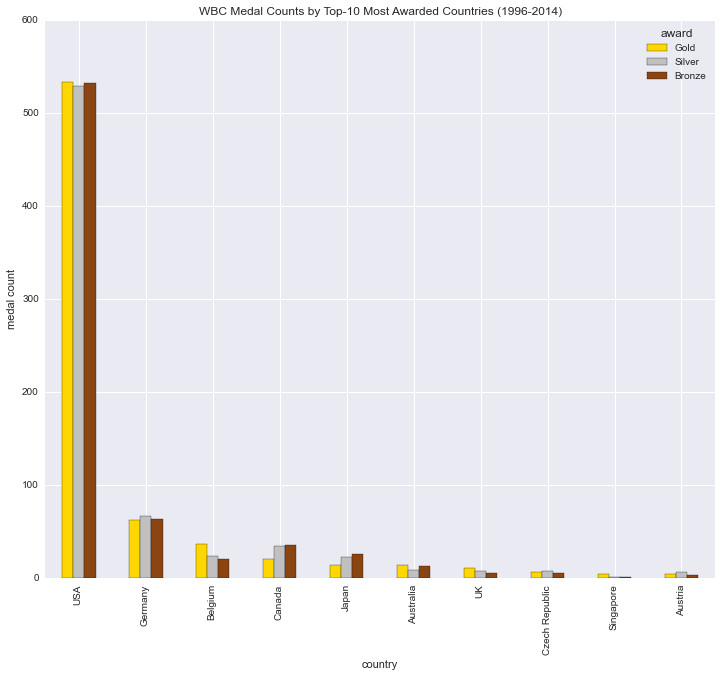 WBC Medal Counts by Top-10 Most Awarded Countries (1996-2014)
award
Gold
Silver
Bronze
600
500
400
300
200
100
0
medal count
USA
Germany
Belgium
Canada
Japan
Australia
UK
Czech Republic
Singapore
Austria
country